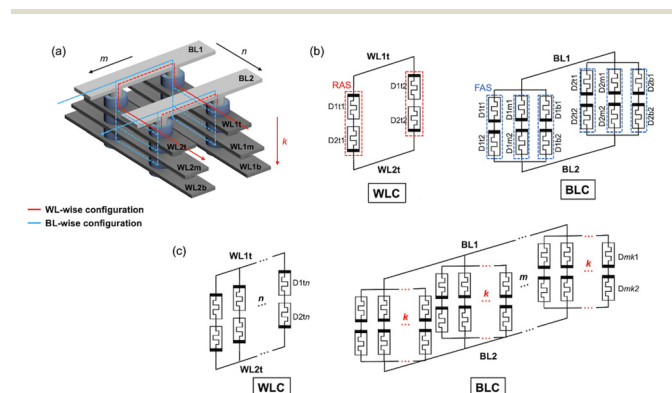 (a)
m
n
BL1
BL2
WL1t
WL2t
WL1m
WL2m
WL1b
WL2b
k
WL-wise configuration
BL-wise configuration
(b)
WL1t
RAS
D1t1
D2t1
D1t2
D2t2
WL2t
WLC
BL1
FAS
D1t1
D1m1
D1b1
D1t2
D1m2
D1b2
D2t1
D2m1
D2b1
D2t2
D2m2
D2b2
BL2
BLC
(c)
WL1t
...
n
...
D1tn
D2tn
WL2t
...
WLC
BL1
...
k
...
k
...
m
...
k
...
Dmk1
Dmk2
BL2
...
BLC